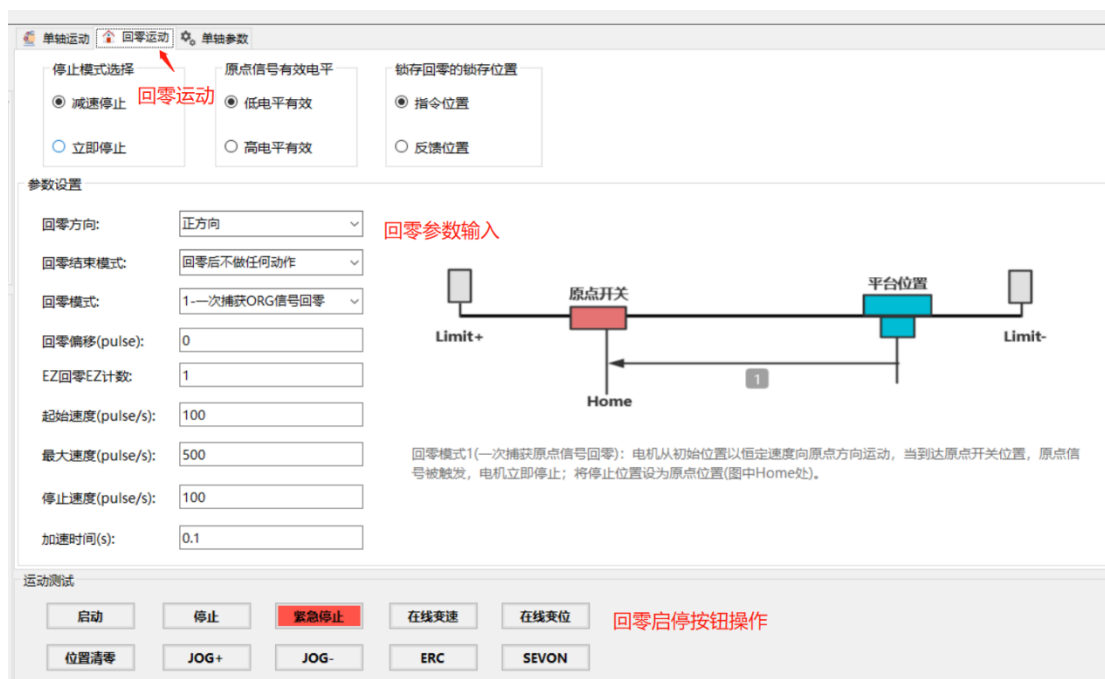 单轴运动 回零运动 单轴参数
停止模式选择 原点信号有效电平 锁存回零的锁存位置
减速停止 回零运动 低电平有效 指令位置
立即停止 高电平有效 反馈位置
参数设置
回零方向: 正方向
回零参数输入
回零结束模式: 回零后不做任何动作
回零模式: 1-一次捕获ORG信号回零
回零偏移(pulse): 0
EZ回零EZ计数: 1
起始速度(pulse/s): 100
最大速度(pulse/s): 500
停止速度(pulse/s): 100
加速时间(s): 0.1
原点开关 平台位置
Limit+ Limit-
1
Home
回零模式1(一次捕获原点信号回零)：电机从初始位置以恒定速度向原点方向运动，当到达原点开关位置，原点信
号被触发，电机立即停止；将停止位置设为原点位置(图中Home处)。
运动测试
启动 停止 紧急停止 在线变速 在线变位 回零启停按钮操作
位置清零 JOG+ JOG- ERC SEVON